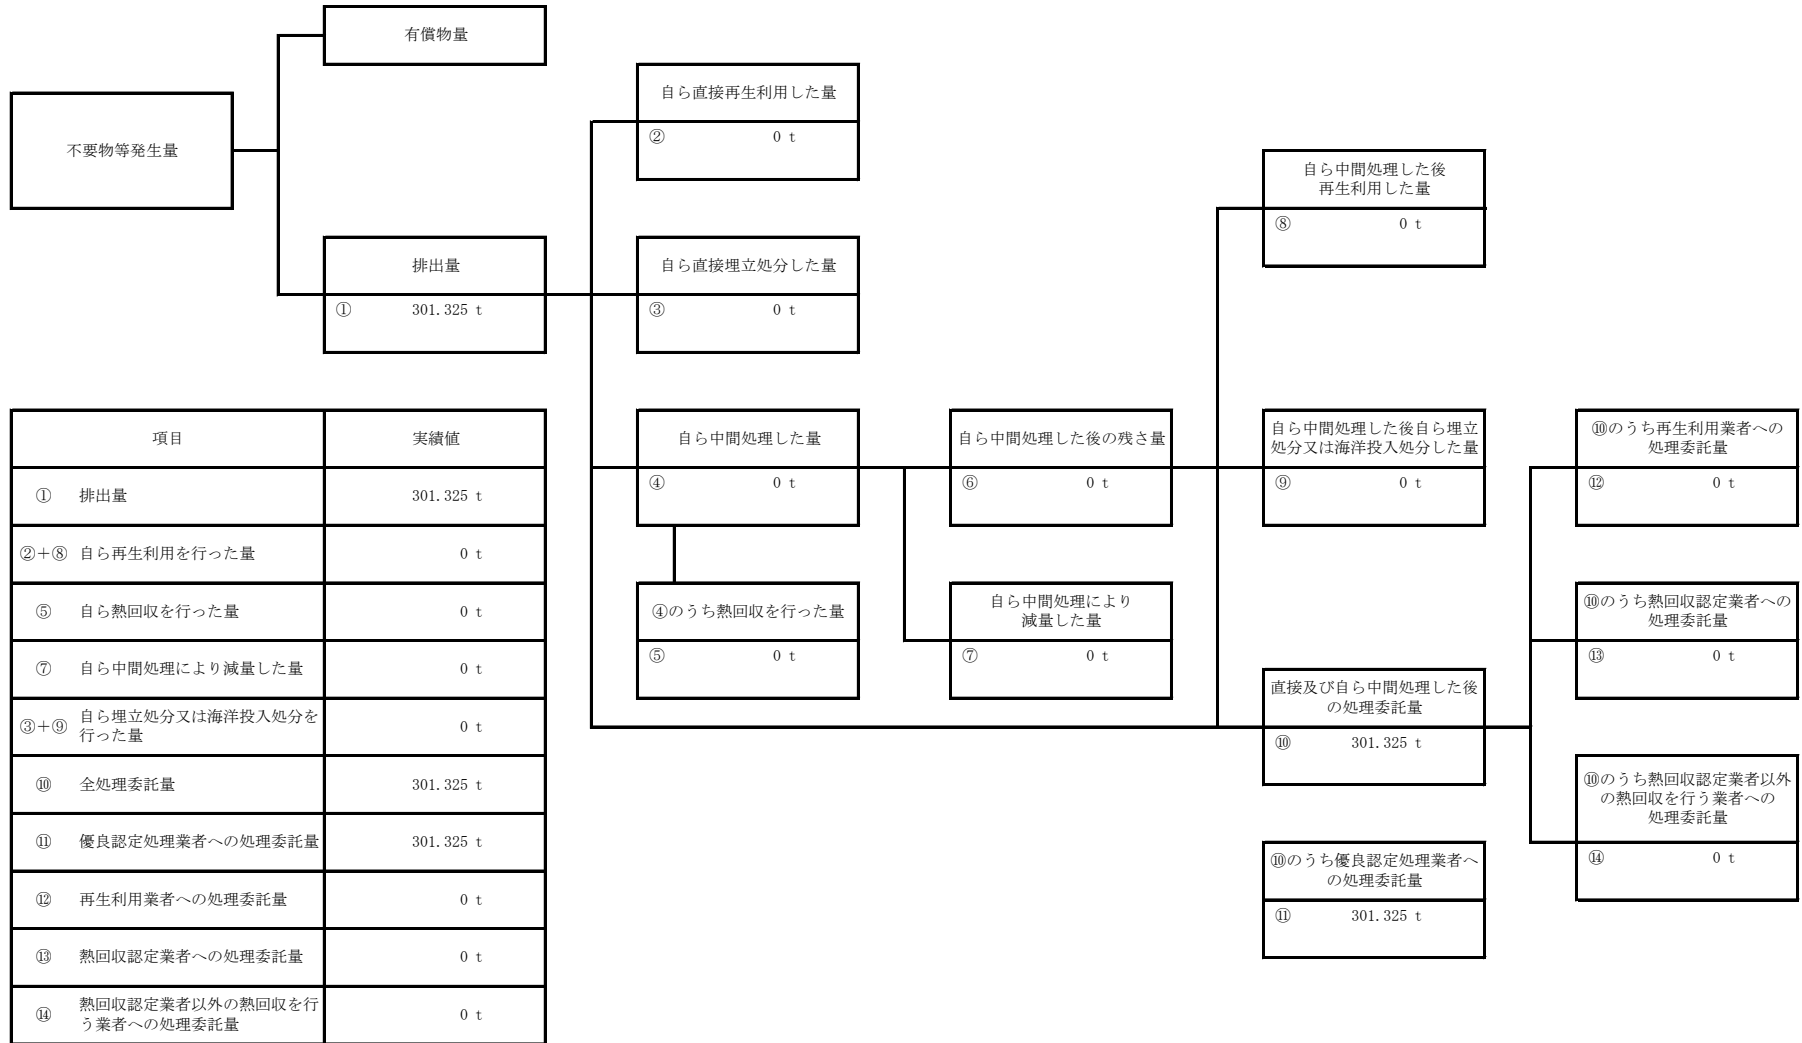 有償物量
不要物等発生量
自ら直接再生利用した量
② 0 t
排出量
① 301.325 t
自ら直接埋立処分した量
③ 0 t
自ら中間処理した後
再生利用した量
⑧ 0 t
自ら中間処理した量
④ 0 t
自ら中間処理した後の残さ量
⑥ 0 t
自ら中間処理した後自ら埋立
処分又は海洋投入処分した量
⑨ 0 t
⑩のうち再生利用業者への
処理委託量
⑫ 0 t
④のうち熱回収を行った量
⑤ 0 t
自ら中間処理により
減量した量
⑦ 0 t
⑩のうち熱回収認定業者への
処理委託量
⑬ 0 t
直接及び自ら中間処理した後
の処理委託量
⑩ 301.325 t
⑩のうち熱回収認定業者以外
の熱回収を行う業者への
処理委託量
⑭ 0 t
⑩のうち優良認定処理業者へ
の処理委託量
⑪ 301.325 t
項目 実績値
① 排出量 301.325 t
②+⑧ 自ら再生利用を行った量 0 t
⑤ 自ら熱回収を行った量 0 t
⑦ 自ら中間処理により減量した量 0 t
③+⑨ 自ら埋立処分又は海洋投入処分を
行った量 0 t
⑩ 全処理委託量 301.325 t
⑪ 優良認定処理業者への処理委託量 301.325 t
⑫ 再生利用業者への処理委託量 0 t
⑬ 熱回収認定業者への処理委託量 0 t
⑭ 熱回収認定業者以外の熱回収を行
う業者への処理委託量 0 t